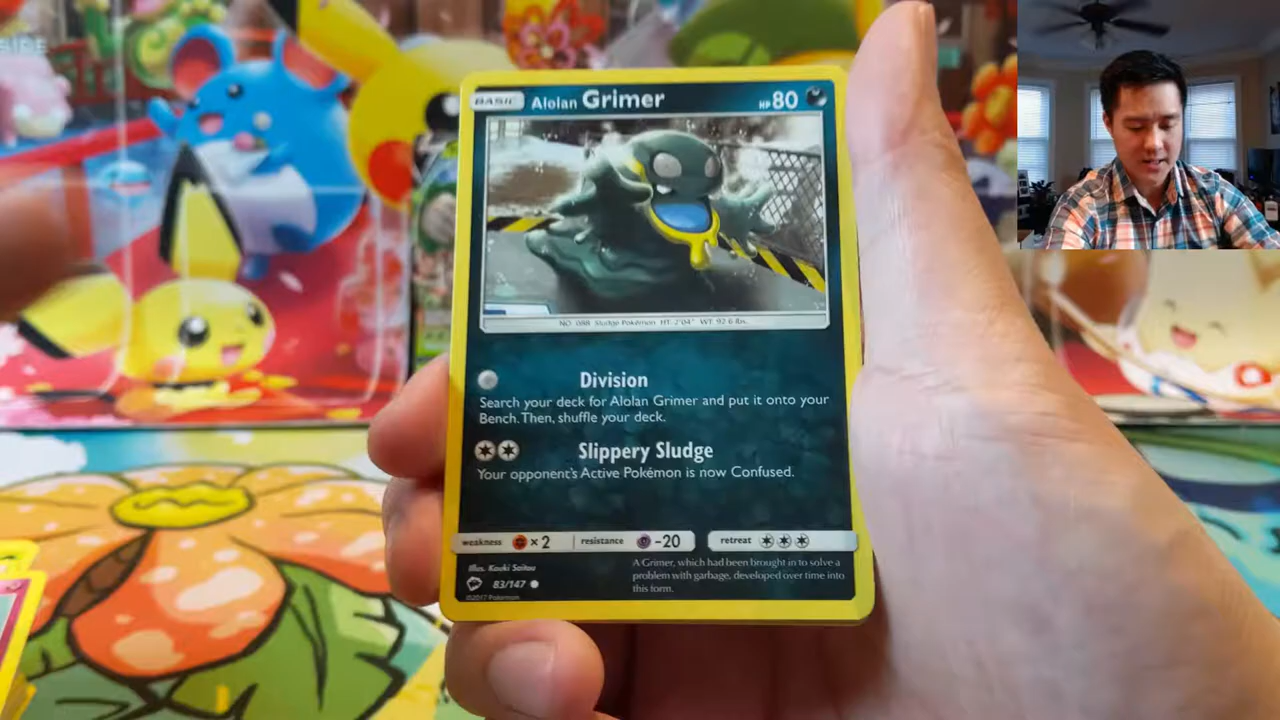 BASIC Alolan Grimer HP 80
NO. 088 Sludge Pokémon HT: 2'04" WT: 92.6 lbs.
Division
Search your deck for Alolan Grimer and put it onto your
Bench. Then, shuffle your deck.
Slippery Sludge
Your opponent's Active Pokémon is now Confused.
weakness ×2 resistance -20 retreat
Illus. Kouki Saitou
83/147
©2017 Pokémon
A Grimer, which had been brought in to solve a
problem with garbage, developed over time into
this form.